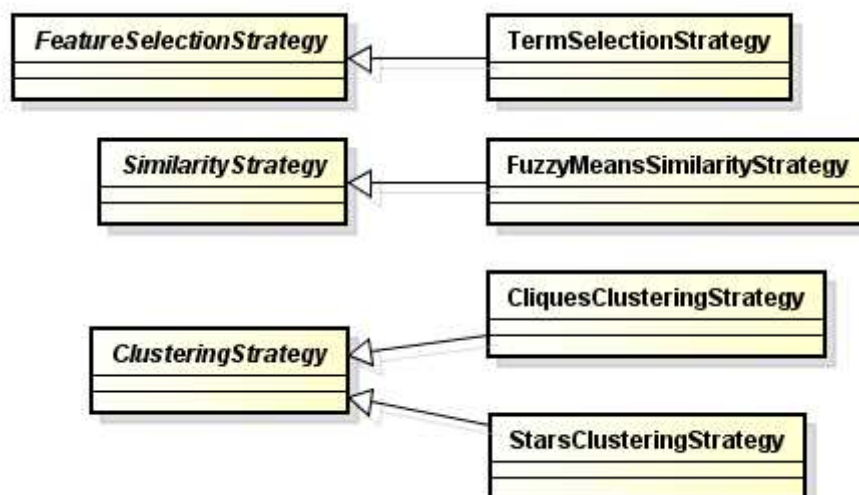 FeatureSelectionStrategy
TermSelectionStrategy
SimilarityStrategy
FuzzyMeansSimilarityStrategy
CliquesClusteringStrategy
ClusteringStrategy
StarsClusteringStrategy